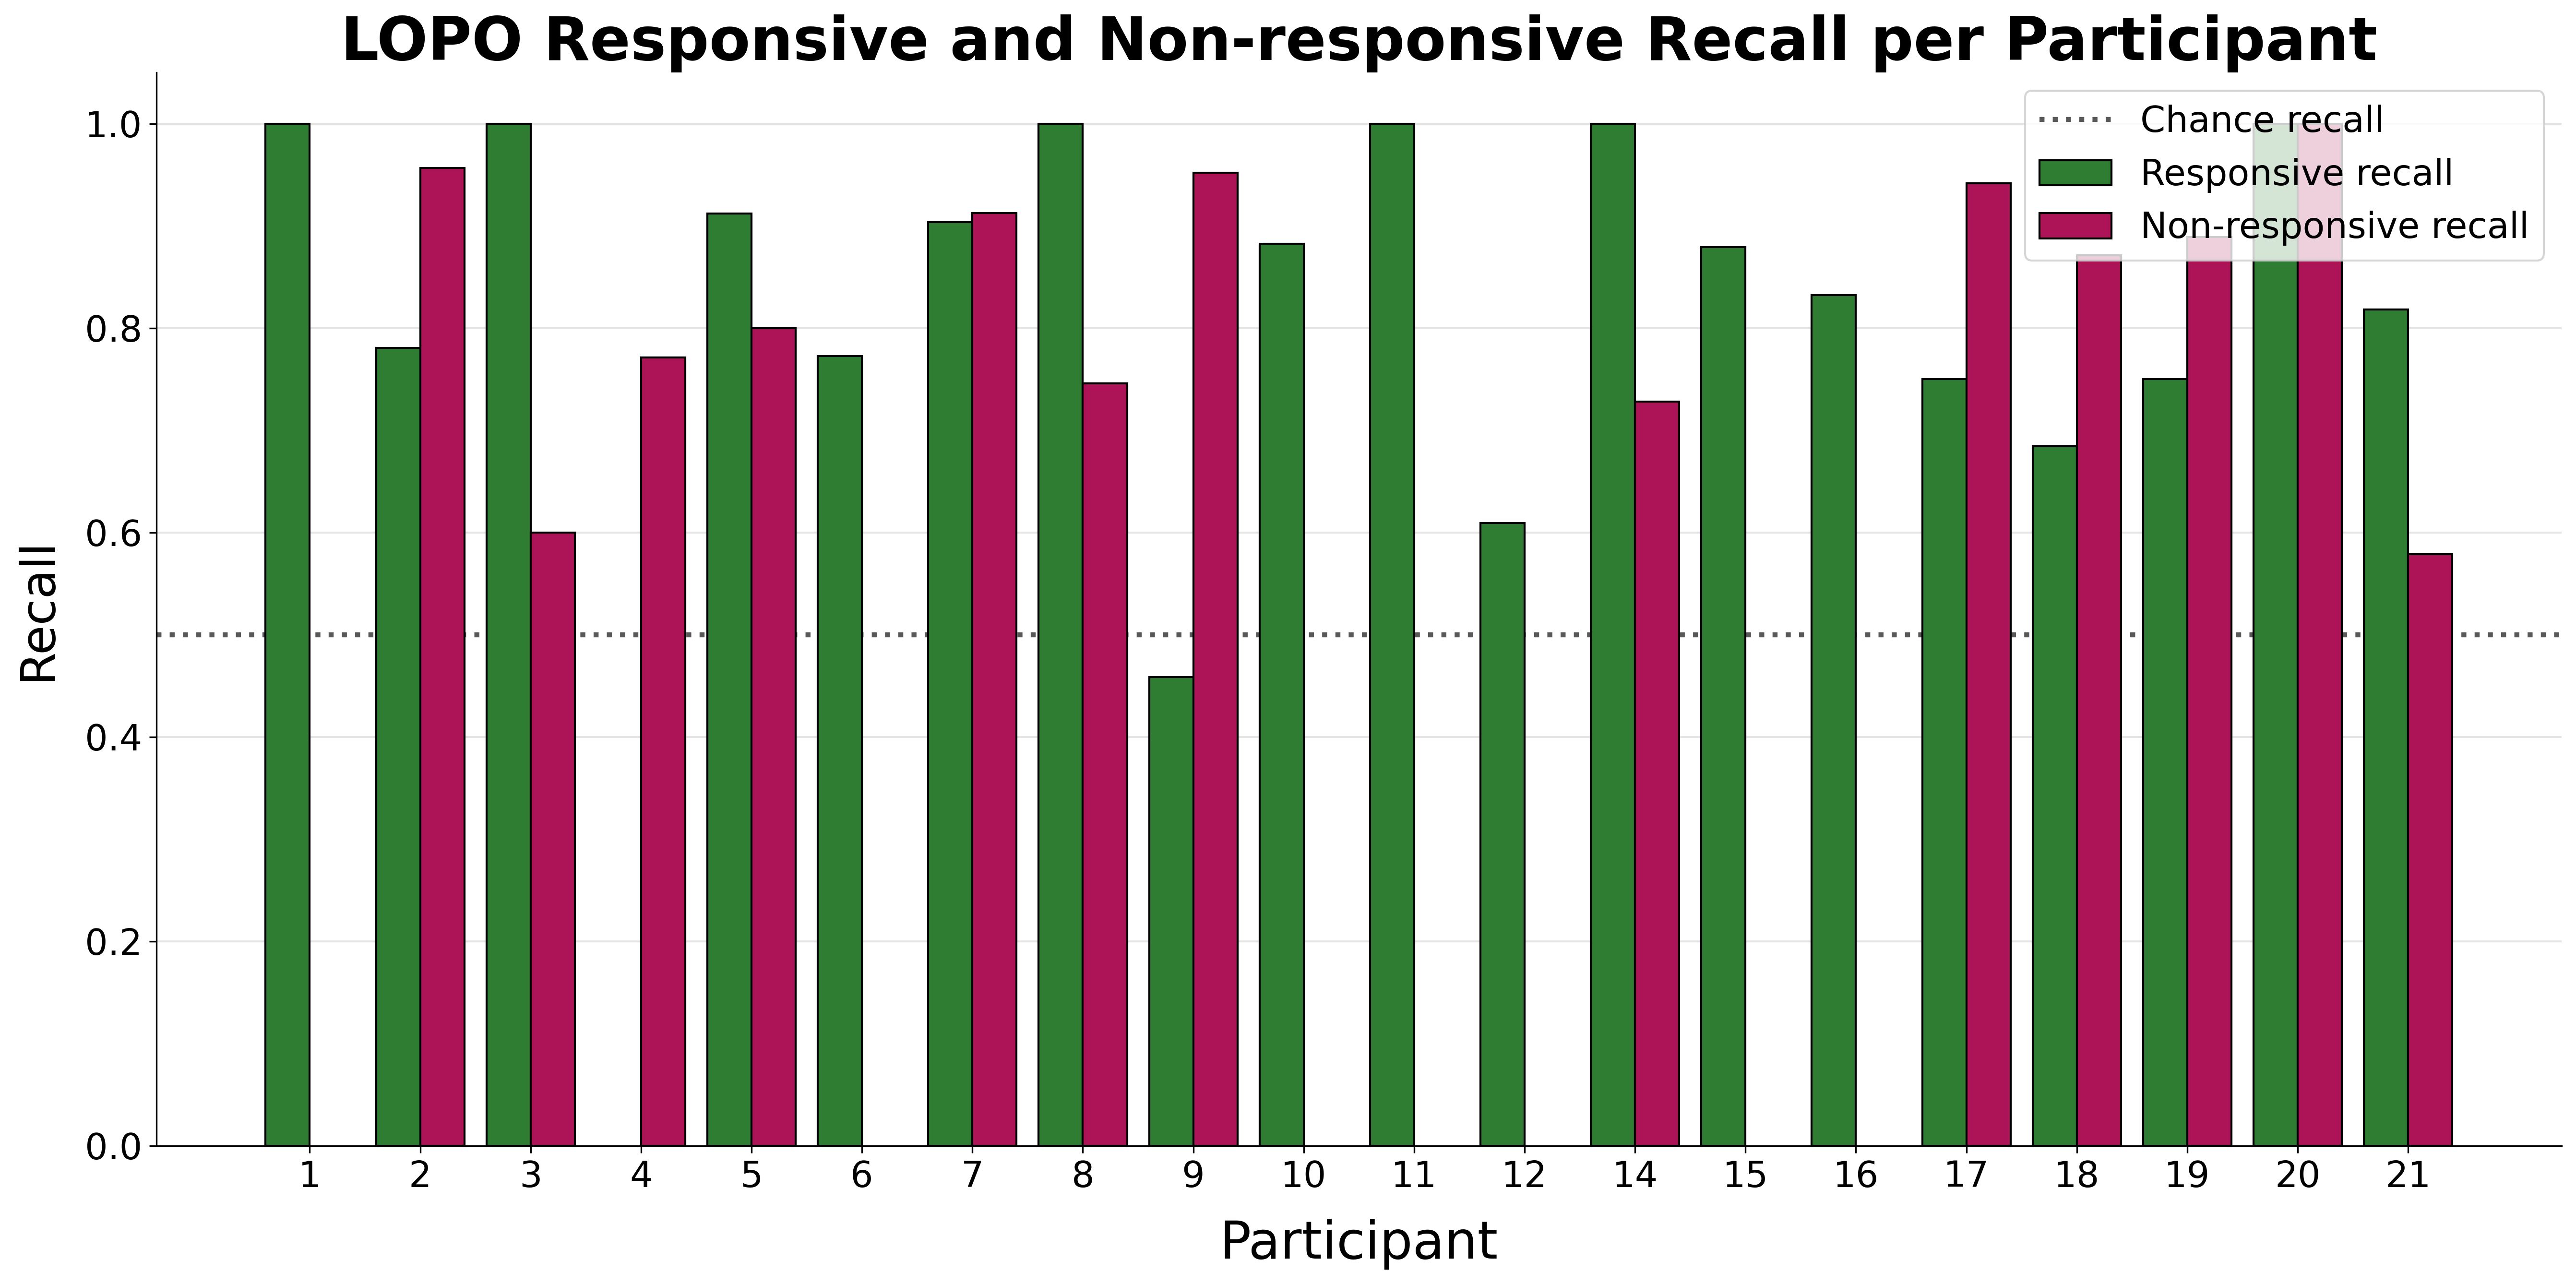 LOPO Responsive and Non-responsive Recall per Participant
Chance recall
Responsive recall
Non-responsive recall
1.0
0.8
0.6
0.4
0.2
0.0
Recall
1 2 3 4 5 6 7 8 9 10 11 12 14 15 16 17 18 19 20 21
Participant